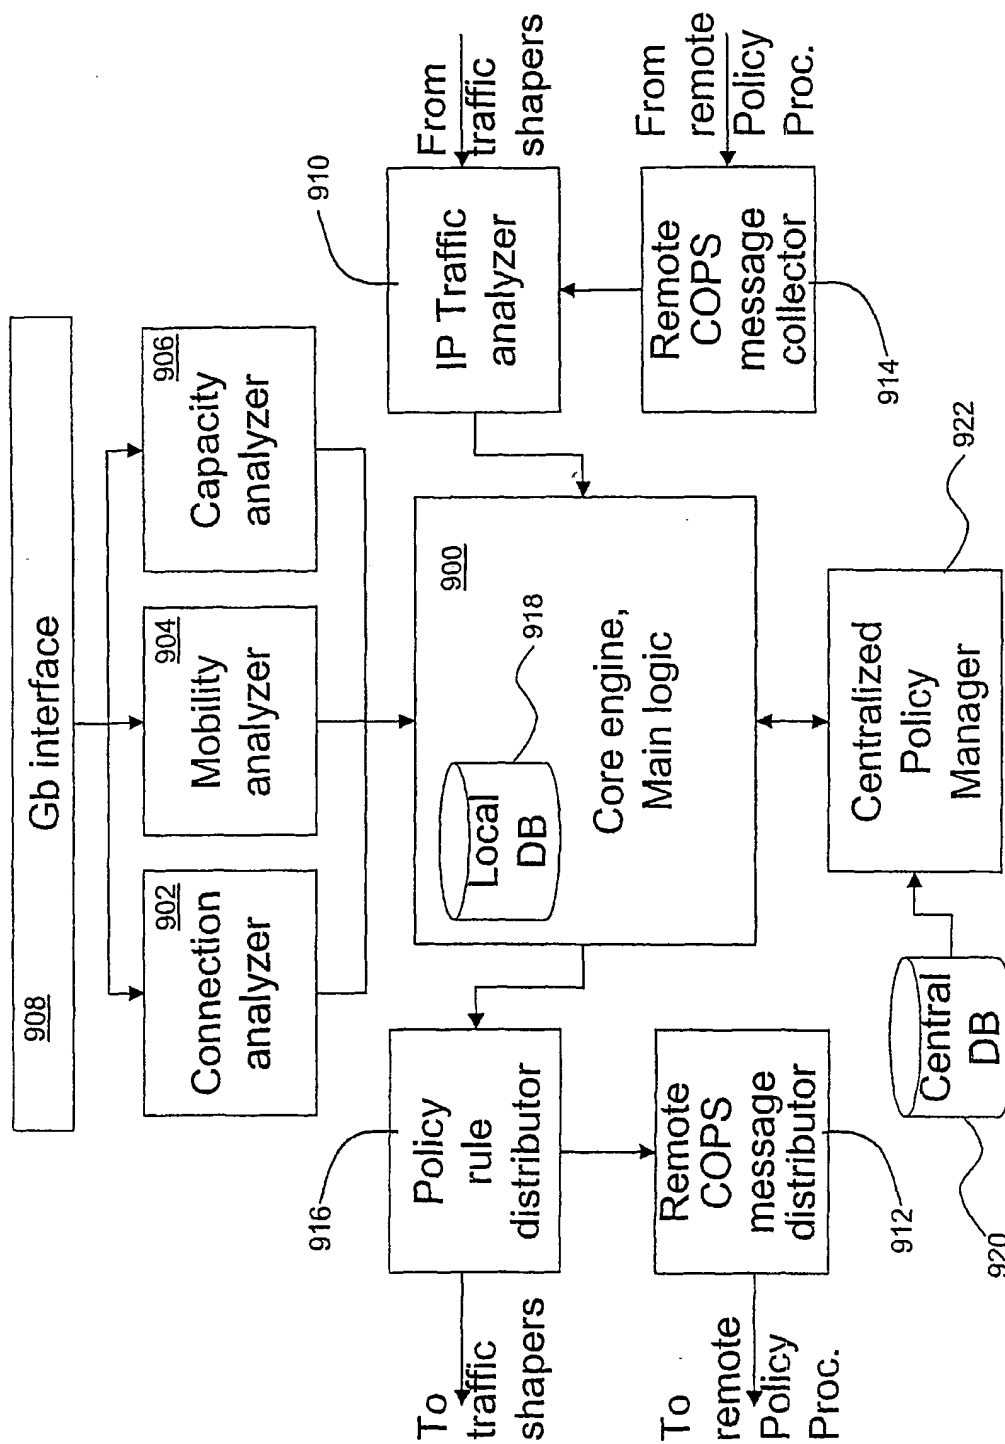 908
Gb interface
902
Connection
analyzer
904
Mobility
analyzer
906
Capacity
analyzer
916
Policy
rule
distributor
To
traffic
shapers
900
Local
DB
918
Core engine,
Main logic
910
IP Traffic
analyzer
From
traffic
shapers
To
remote
Policy
Proc.
Remote
COPS
message
distributor
912
Remote
COPS
message
collector
914
From
remote
Policy
Proc.
Central
DB
920
Centralized
Policy
Manager
922